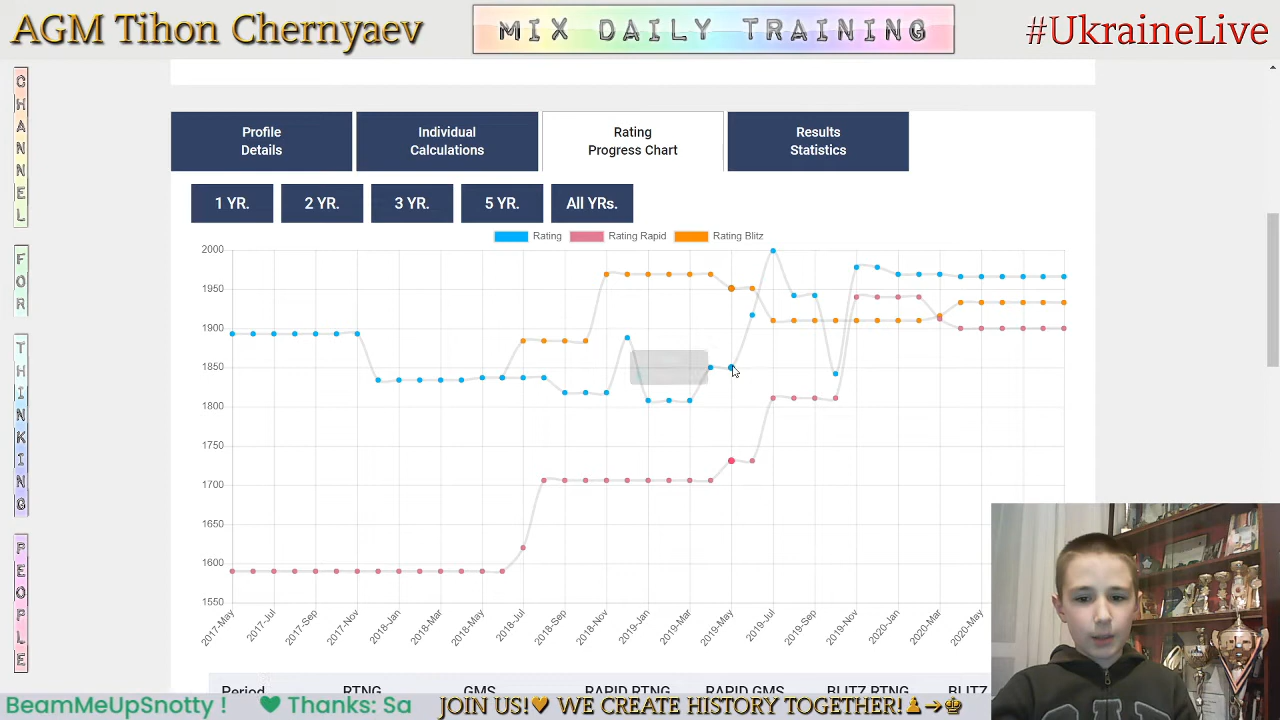 AGM Tihon Chernyaev
MIX DAILY TRAINING
#UkraineLive
CHANNEL
FOR
THINKING
PEOPLE
Profile
Details
Individual
Calculations
Rating
Progress Chart
Results
Statistics
1 YR.
2 YR.
3 YR.
5 YR.
All YRs.
Rating
Rating Rapid
Rating Blitz
2000
1950
1900
1850
1800
1750
1700
1650
1600
1550
2017-May
2017-Jul
2017-Sep
2017-Nov
2018-Jan
2018-Mar
2018-May
2018-Jul
2018-Sep
2018-Nov
2019-Jan
2019-Mar
2019-May
2019-Jul
2019-Sep
2019-Nov
2020-Jan
2020-Mar
2020-May
Period
RTNG
GMS
RAPID RTNG
RAPID GMS
BLITZ RTNG
BLITZ
BeamMeUpSnotty ! 💚 Thanks: Sa
JOIN US!♥ WE CREATE HISTORY TOGETHER!♟→♚